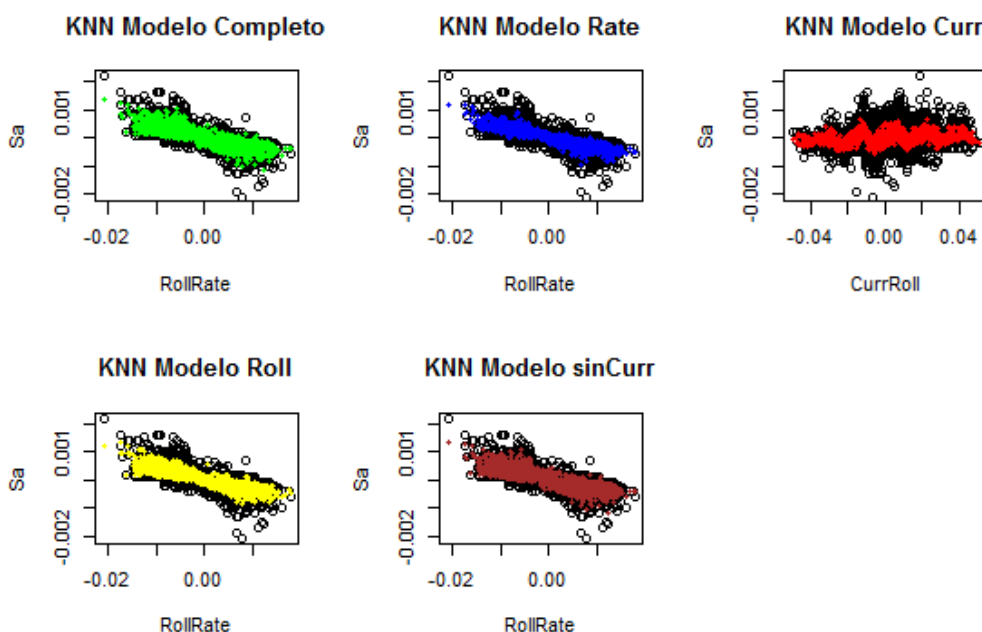 KNN Modelo Completo
Sa
0.001
-0.002
-0.02 0.00
RollRate
KNN Modelo Rate
Sa
0.001
-0.002
-0.02 0.00
RollRate
KNN Modelo Curr
Sa
0.001
-0.002
-0.04 0.00 0.04
CurrRoll
KNN Modelo Roll
Sa
0.001
-0.002
-0.02 0.00
RollRate
KNN Modelo sinCurr
Sa
0.001
-0.002
-0.02 0.00
RollRate